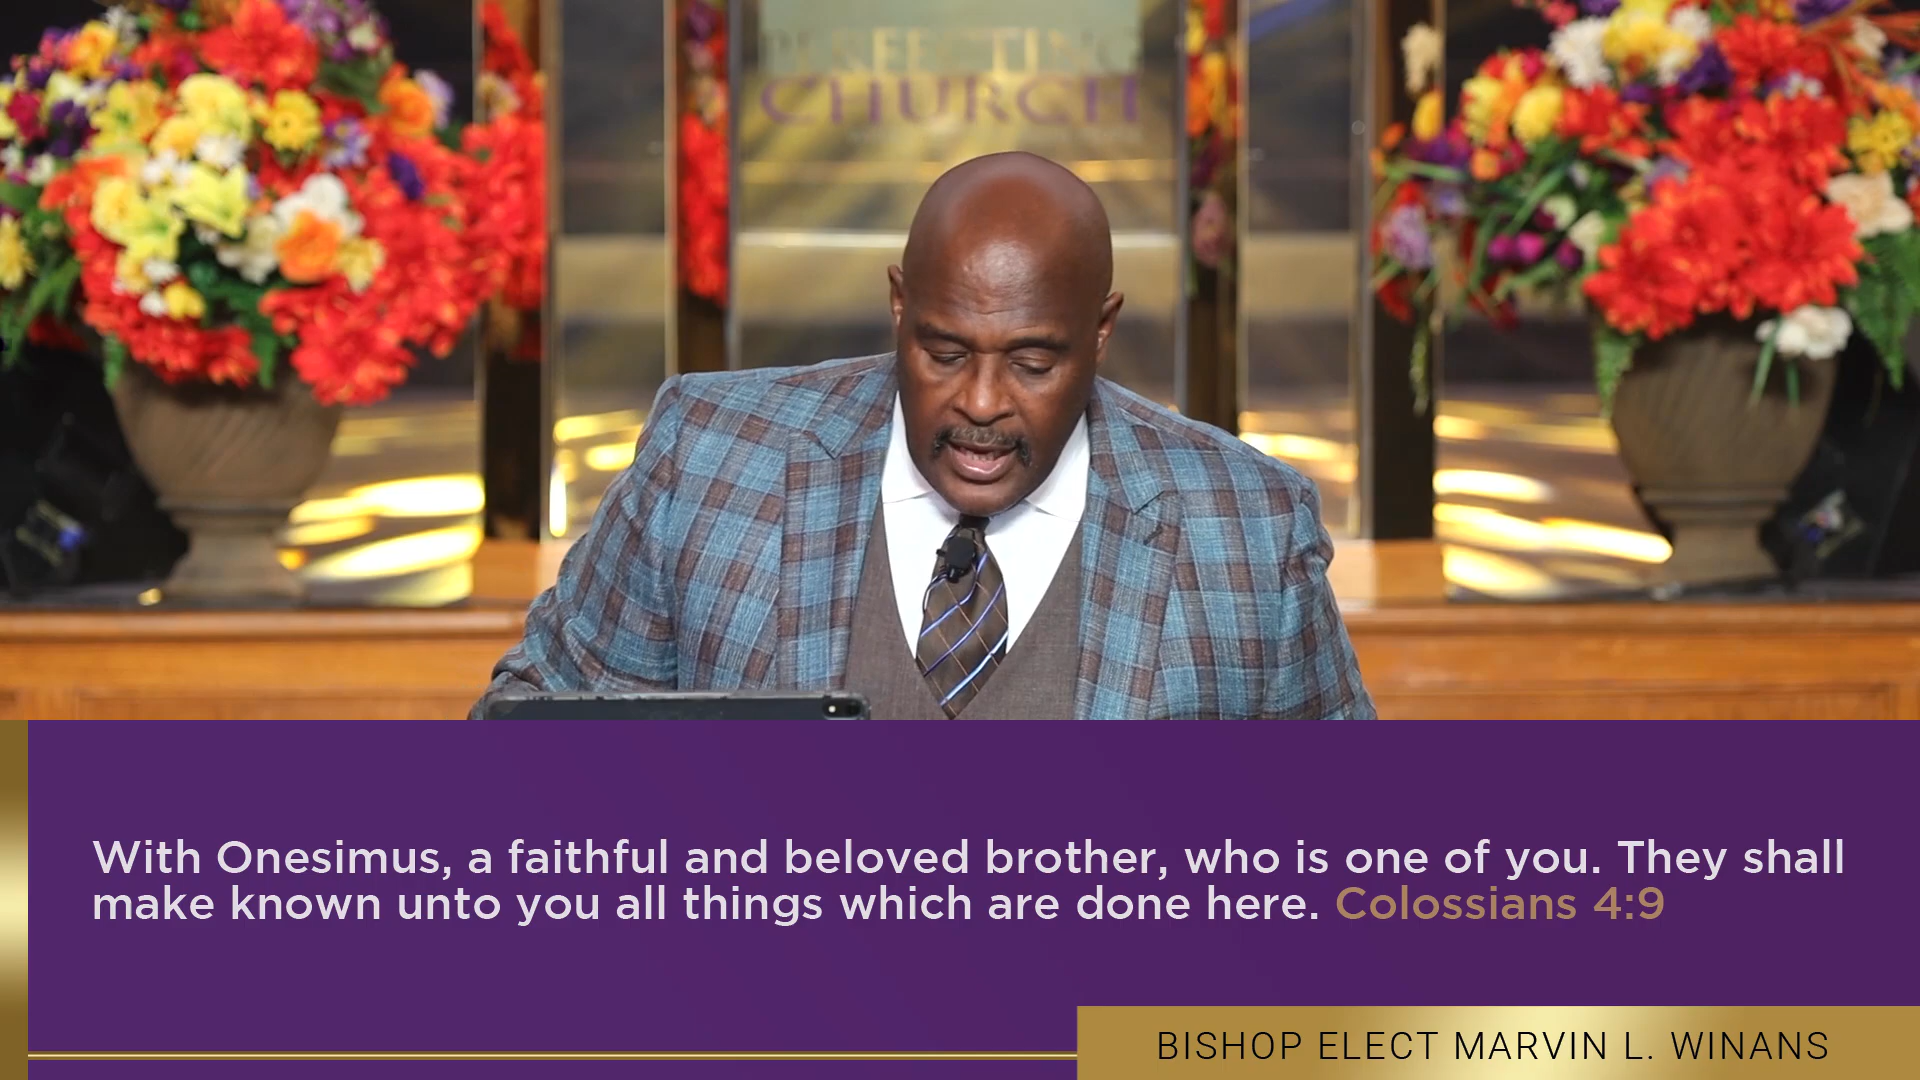 PERFECTING
CHURCH
With Onesimus, a faithful and beloved brother, who is one of you. They shall
make known unto you all things which are done here. Colossians 4:9
BISHOP ELECT MARVIN L. WINANS